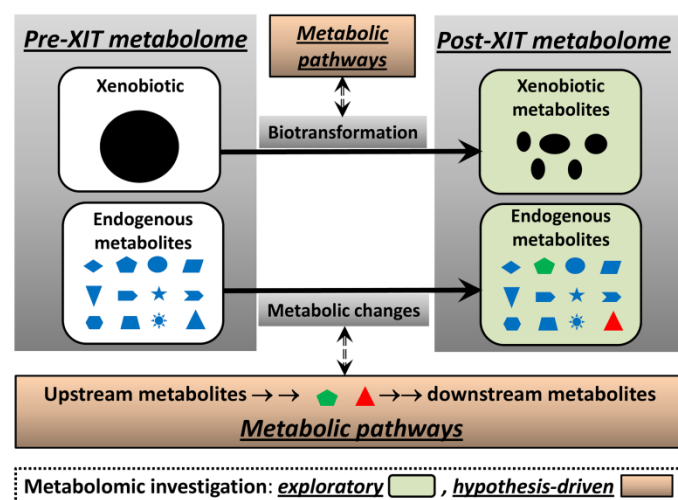 Pre-XIT metabolome
Metabolic
pathways
Post-XIT metabolome
Xenobiotic
Biotransformation
Xenobiotic
metabolites
Endogenous
metabolites
Metabolic changes
Endogenous
metabolites
Upstream metabolites → → →→ downstream metabolites
Metabolic pathways
Metabolomic investigation: exploratory , hypothesis-driven